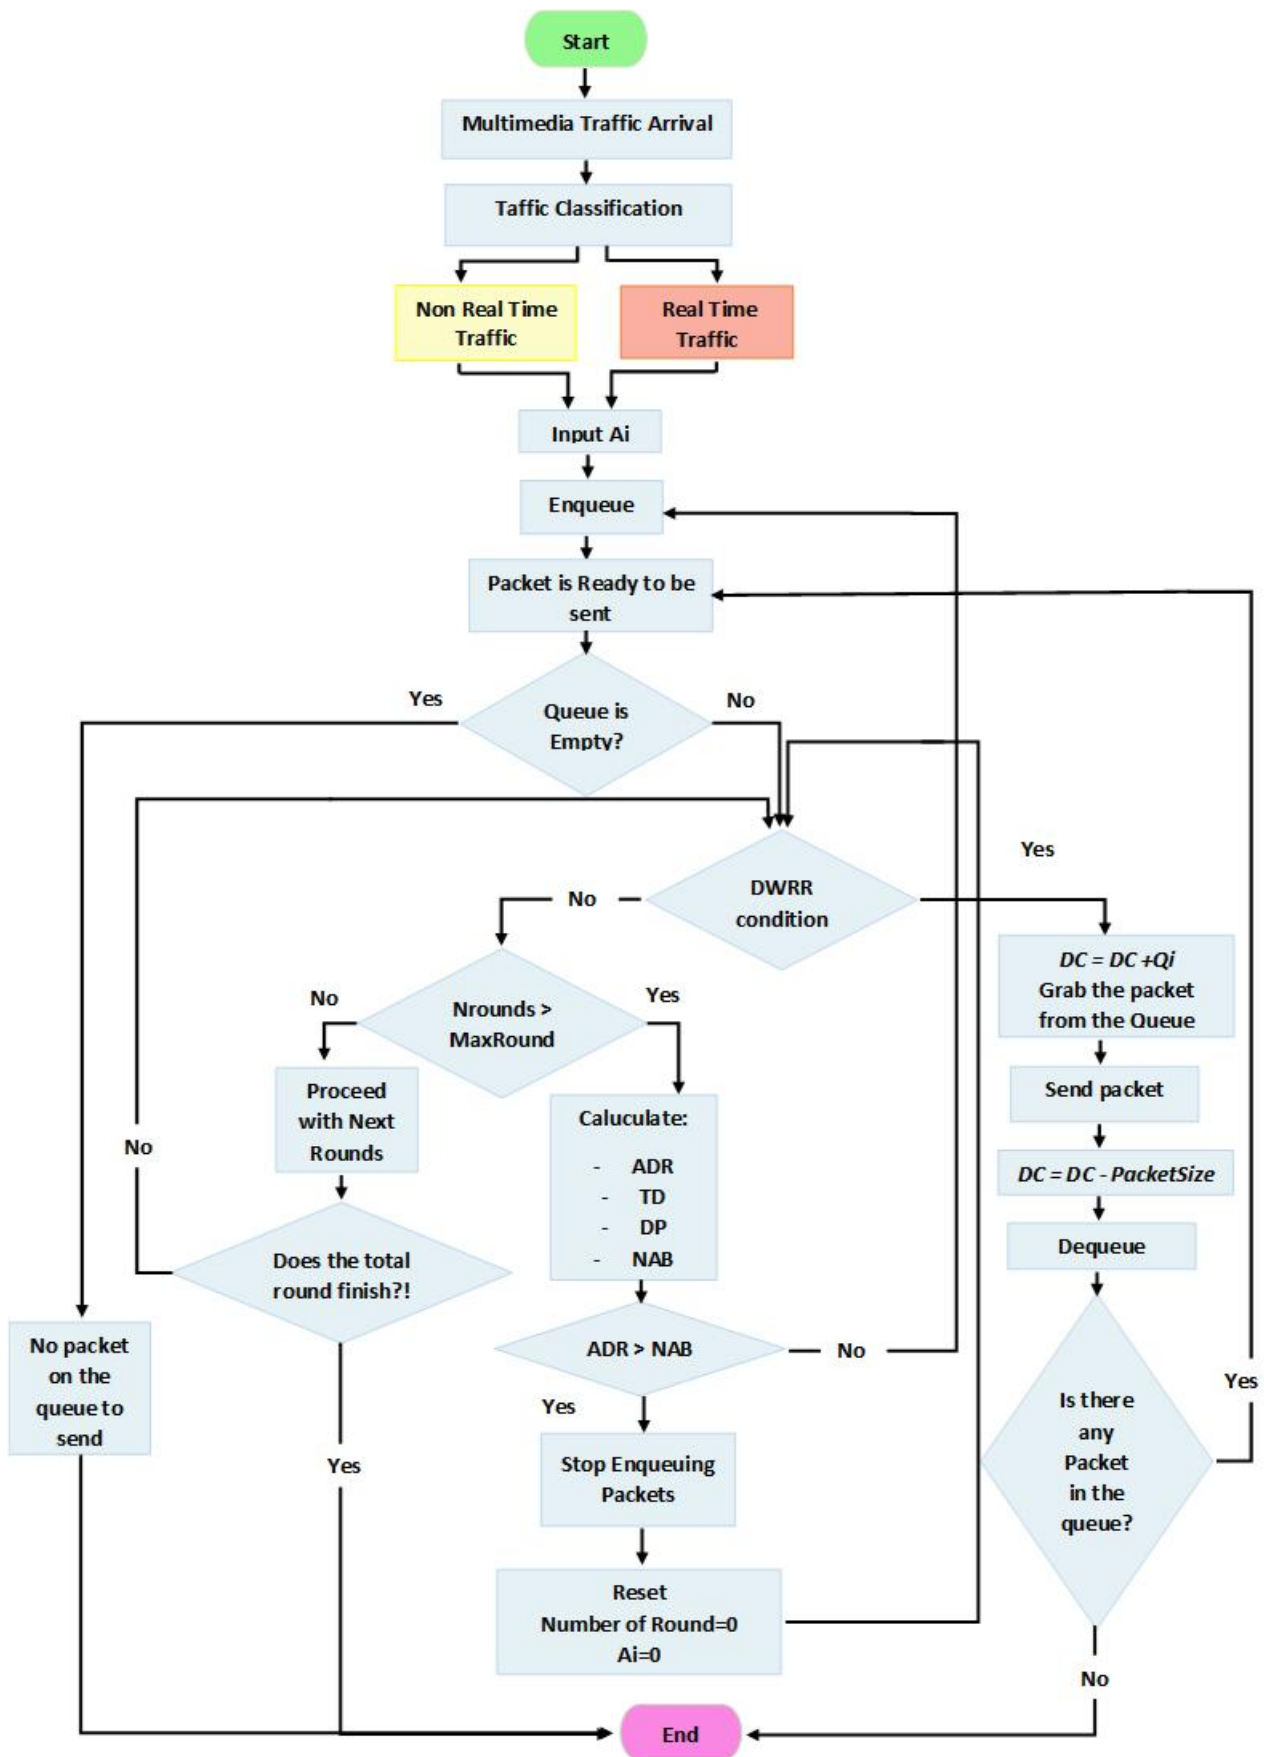 Start
Multimedia Traffic Arrival
Taffic Classification
Non Real Time
Traffic
Real Time
Traffic
Input Ai
Enqueue
Packet is Ready to be
sent
Yes
No
Queue is
Empty?
Yes
DWRR
condition
No
DC = DC +Qi
Grab the packet
from the Queue
No
Yes
Nrounds >
MaxRound
Proceed
with Next
Rounds
Send packet
Caluculate:
- ADR
- TD
- DP
- NAB
No
DC = DC - PacketSize
Dequeue
Does the total
round finish?!
No packet
on the
queue to
send
ADR > NAB
No
Yes
Yes
Is there
any
Packet
in the
queue?
Yes
Stop Enqueuing
Packets
Reset
Number of Round=0
Ai=0
No
End